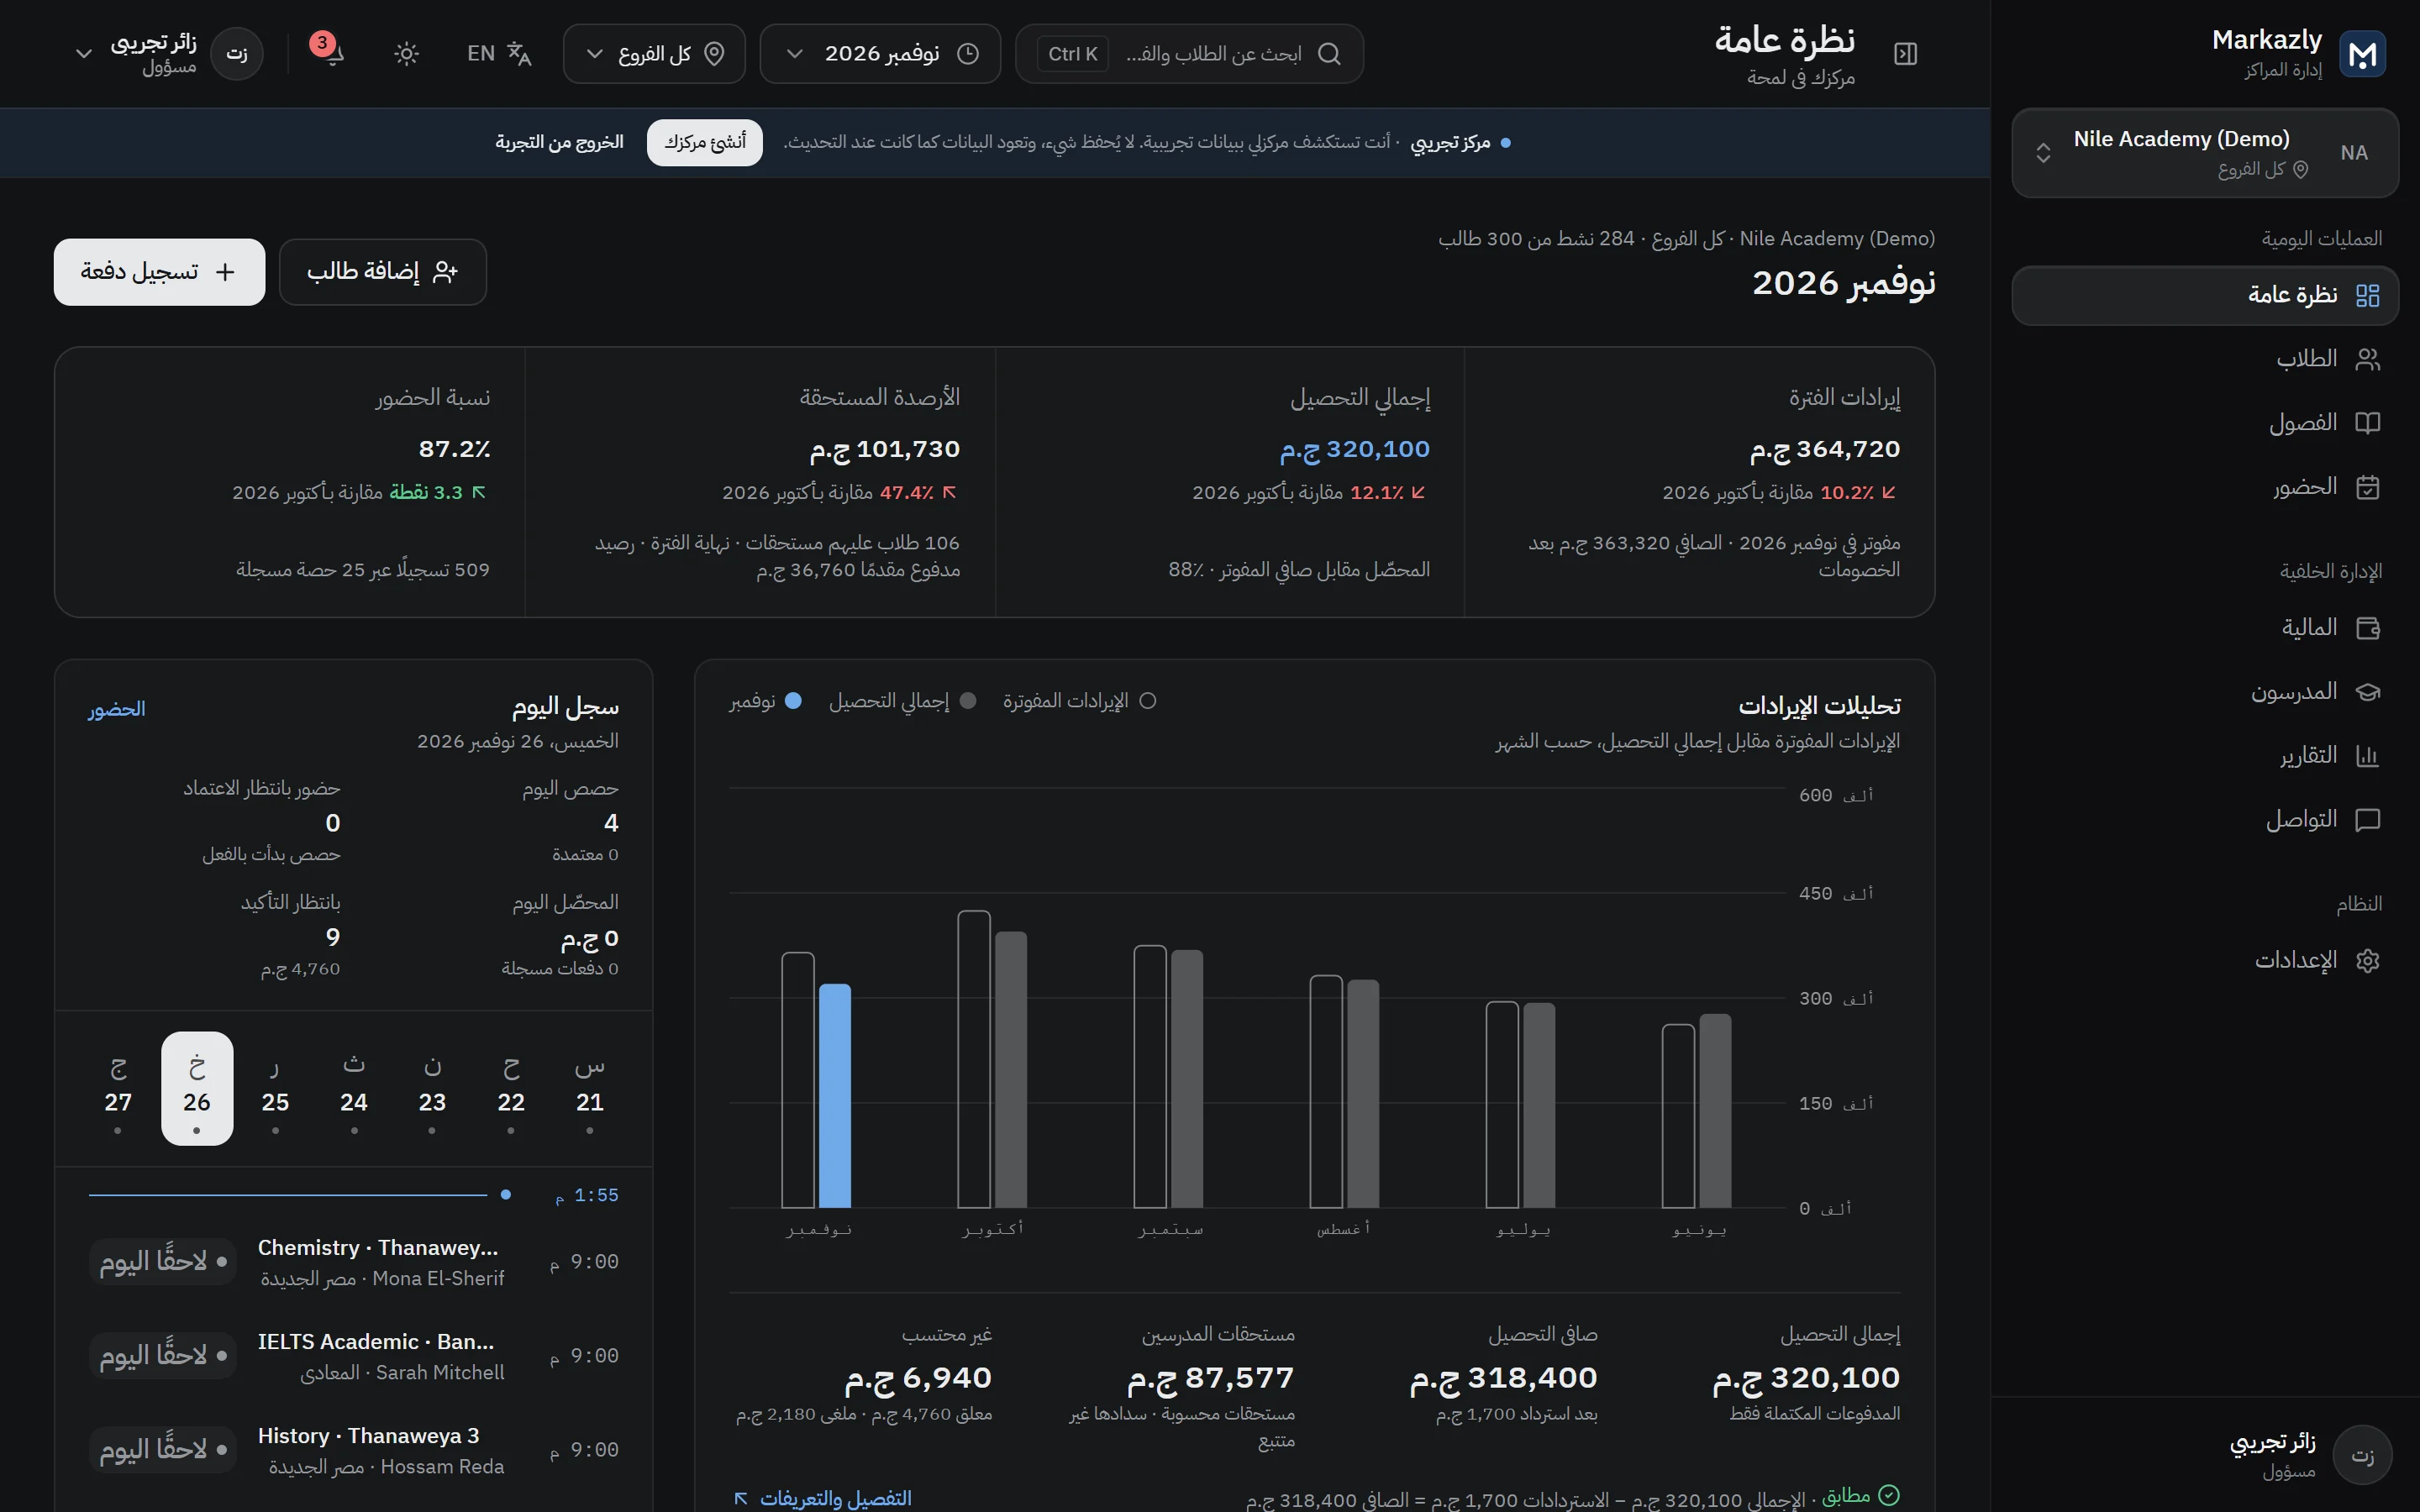 Markazly
إدارة المراكز
NA
Nile Academy (Demo)
كل الفروع
العمليات اليومية
نظرة عامة
الطلاب
الفصول
الحضور
الإدارة الخلفية
المالية
المدرسون
التقارير
التواصل
النظام
الإعدادات
زت
زائر تجريبي
مسؤول
نظرة عامة
مركزك في لمحة
ابحث عن الطلاب والفـ...
Ctrl K
نوفمبر 2026
كل الفروع
EN
3
زت
زائر تجريبي
مسؤول
مركز تجريبي · أنت تستكشف مركزلي ببيانات تجريبية. لا يُحفظ شيء، وتعود البيانات كما كانت عند التحديث.
أنشئ مركزك
الخروج من التجربة
Nile Academy (Demo) · كل الفروع · 284 نشط من 300 طالب
نوفمبر 2026
إضافة طالب
تسجيل دفعة
إيرادات الفترة
364,720 ج.م
10.2٪ مقارنة بـأكتوبر 2026
مفوتر في نوفمبر 2026 · الصافي 363,320 ج.م بعد
الخصومات
إجمالي التحصيل
320,100 ج.م
12.1٪ مقارنة بـأكتوبر 2026
المحصّل مقابل صافي المفوتر · 88٪
الأرصدة المستحقة
101,730 ج.م
47.4٪ مقارنة بـأكتوبر 2026
106 طلاب عليهم مستحقات · نهاية الفترة · رصيد
مدفوع مقدمًا 36,760 ج.م
نسبة الحضور
87.2٪
3.3 نقطة مقارنة بـأكتوبر 2026
509 تسجيلًا عبر 25 حصة مسجلة
تحليلات الإيرادات
الإيرادات المفوترة مقابل إجمالي التحصيل، حسب الشهر
الإيرادات المفوترة
إجمالي التحصيل
نوفمبر
600 ألف
450 ألف
300 ألف
150 ألف
0 ألف
يونيو
يوليو
أغسطس
سبتمبر
أكتوبر
نوفمبر
إجمالي التحصيل
320,100 ج.م
المدفوعات المكتملة فقط
صافي التحصيل
318,400 ج.م
بعد استرداد 1,700 ج.م
مستحقات المدرسين
87,577 ج.م
مستحقات محسوبة · سدادها غير
متتبع
غير محتسب
6,940 ج.م
معلق 4,760 ج.م · ملغى 2,180 ج.م
مطابق · الإجمالي 320,100 ج.م − الاستردادات 1,700 ج.م = الصافي 318,400 ج.م
التفصيل والتعريفات
سجل اليوم
الخميس، 26 نوفمبر 2026
الحضور
حصص اليوم
4
0 معتمدة
حضور بانتظار الاعتماد
0
حصص بدأت بالفعل
المحصّل اليوم
0 ج.م
0 دفعات مسجلة
بانتظار التأكيد
9
4,760 ج.م
س
21
ح
22
ن
23
ث
24
ر
25
خ
26
ج
27
1:55 م
9:00 م
Chemistry · Thanawey...
Mona El-Sherif · مصر الجديدة
لاحقًا اليوم
9:00 م
IELTS Academic · Ban...
Sarah Mitchell · المعادي
لاحقًا اليوم
9:00 م
History · Thanaweya 3
Hossam Reda · مصر الجديدة
لاحقًا اليوم